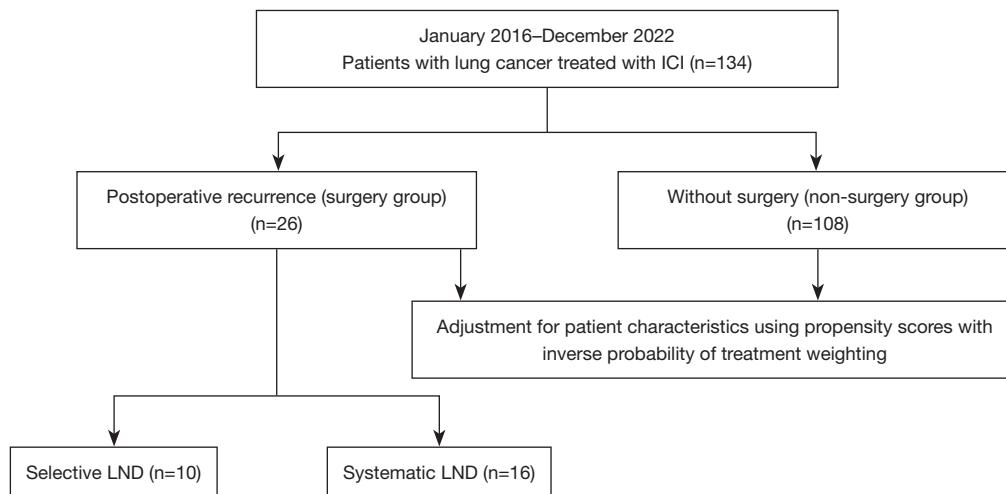 January 2016–December 2022
Patients with lung cancer treated with ICI (n=134)
Postoperative recurrence (surgery group)
(n=26)
Without surgery (non-surgery group)
(n=108)
Adjustment for patient characteristics using propensity scores with
inverse probability of treatment weighting
Selective LND (n=10)
Systematic LND (n=16)